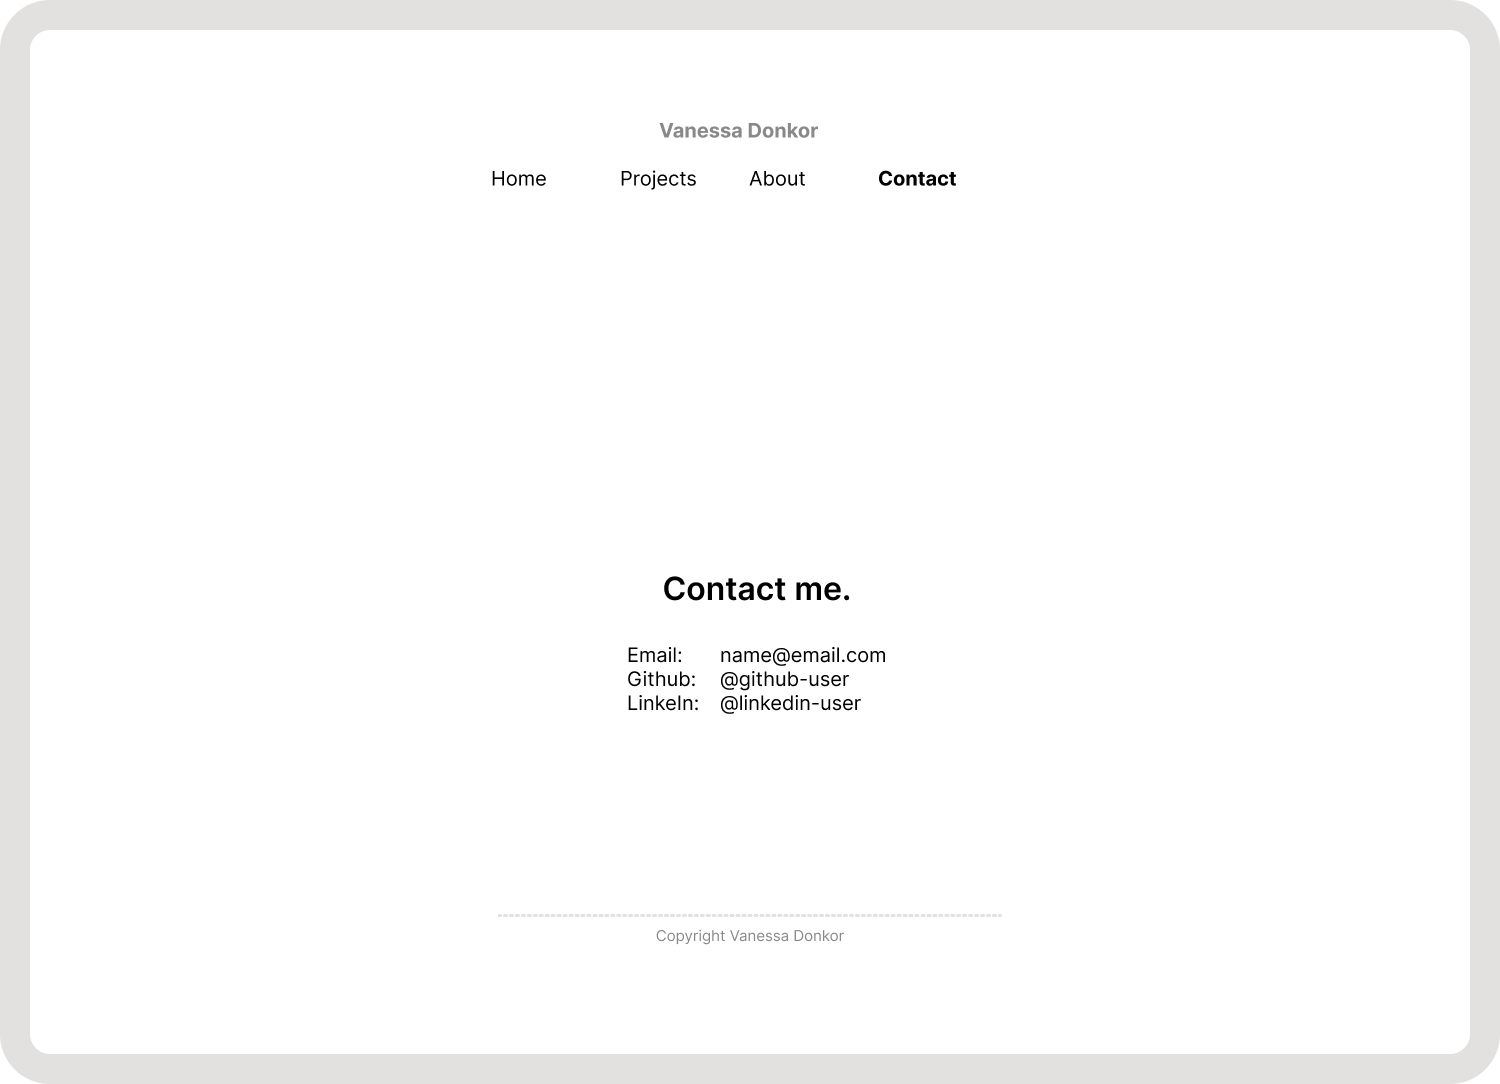 Vanessa Donkor
Home Projects About Contact
Contact me.
Email: name@email.com
Github: @github-user
LinkeIn: @linkedin-user
Copyright Vanessa Donkor